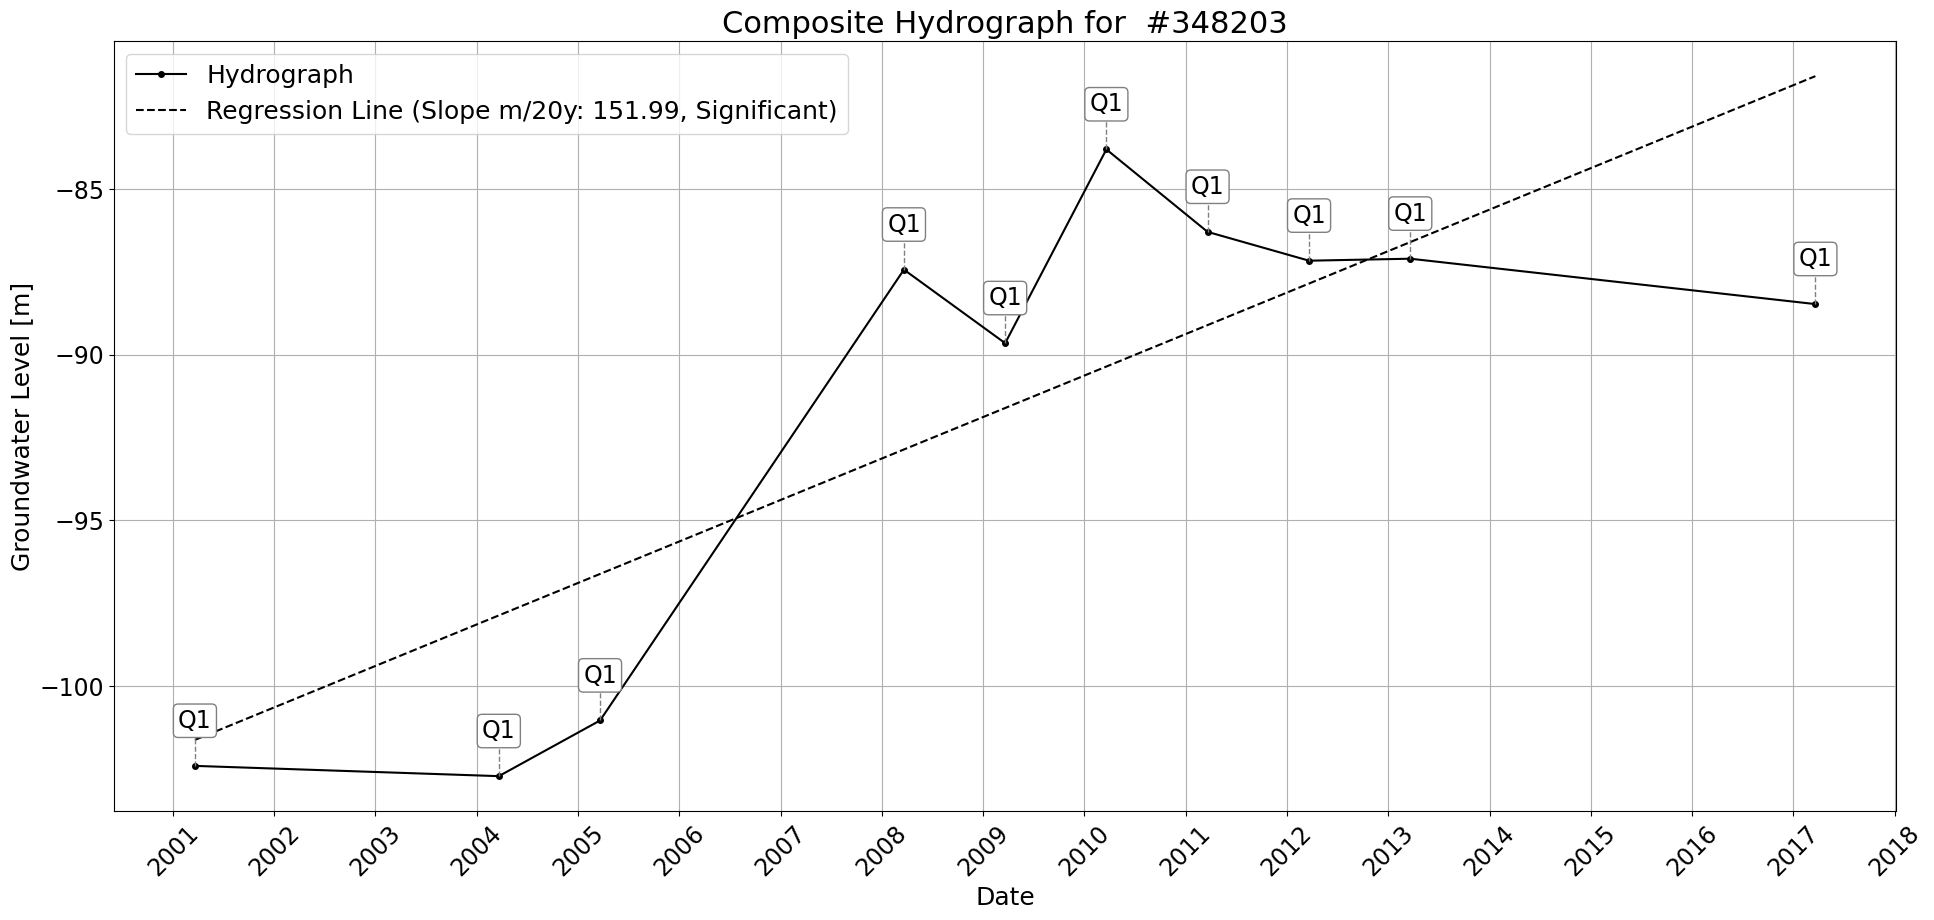 Composite Hydrograph for  #348203
Hydrograph
Regression Line (Slope m/20y: 151.99, Significant)
Q1
Q1
Q1
Q1
Q1
Q1
Q1
Q1
Q1
Q1
−85
−90
−95
−100
Groundwater Level [m]
2001
2002
2003
2004
2005
2006
2007
2008
2009
2010
2011
2012
2013
2014
2015
2016
2017
2018
Date